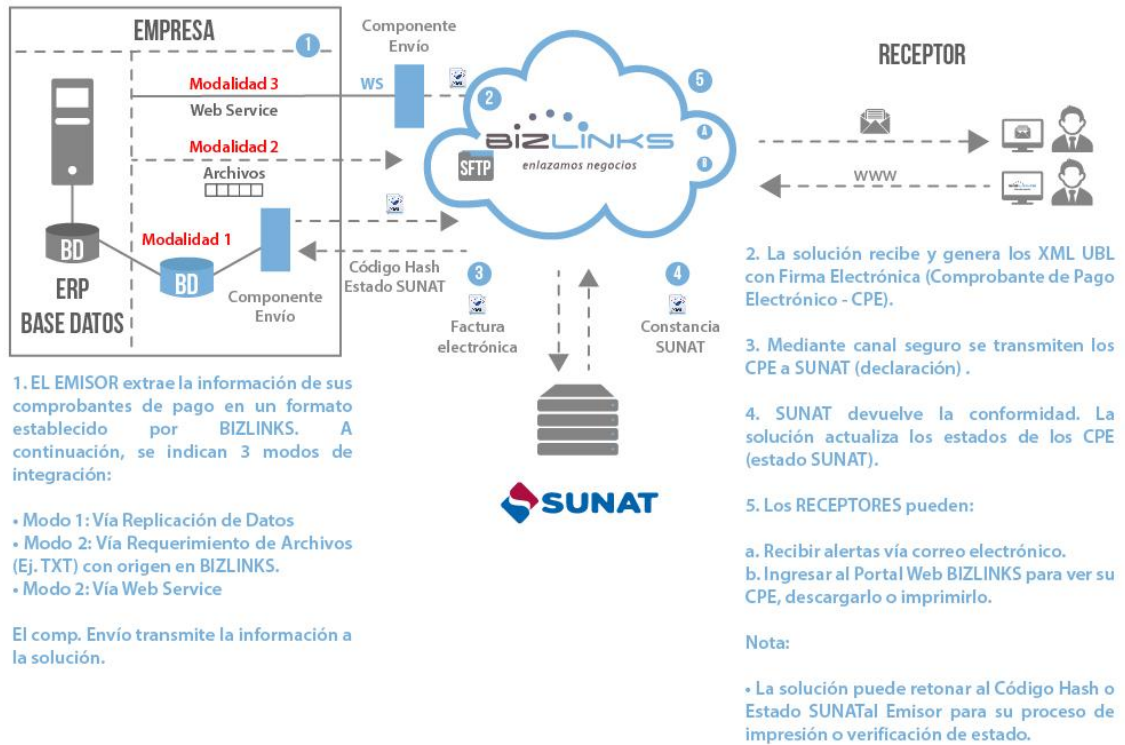 EMPRESA
1
Componente
Envío
RECEPTOR
Modalidad 3
WS
Web Service
2
5
BIZLINKS
enlazamos negocios
A
Modalidad 2
SFTP
Archivos
WWW
BD
Modalidad 1
BD
ERP
BASE DATOS
Componente
Envío
Código Hash
Estado SUNAT
3
Factura
electrónica
4
Constancia
SUNAT
SUNAT
1. EL EMISOR extrae la información de sus
comprobantes de pago en un formato
establecido por BIZLINKS. A
continuación, se indican 3 modos de
integración:
• Modo 1: Vía Replicación de Datos
• Modo 2: Vía Requerimiento de Archivos
(Ej. TXT) con origen en BIZLINKS.
• Modo 2: Vía Web Service
El comp. Envío transmite la información a
la solución.
2. La solución recibe y genera los XML UBL
con Firma Electrónica (Comprobante de Pago
Electrónico - CPE).
3. Mediante canal seguro se transmiten los
CPE a SUNAT (declaración) .
4. SUNAT devuelve la conformidad. La
solución actualiza los estados de los CPE
(estado SUNAT).
5. Los RECEPTORES pueden:
a. Recibir alertas vía correo electrónico.
b. Ingresar al Portal Web BIZLINKS para ver su
CPE, descargarlo o imprimirlo.
Nota:
• La solución puede retonar al Código Hash o
Estado SUNATal Emisor para su proceso de
impresión o verificación de estado.